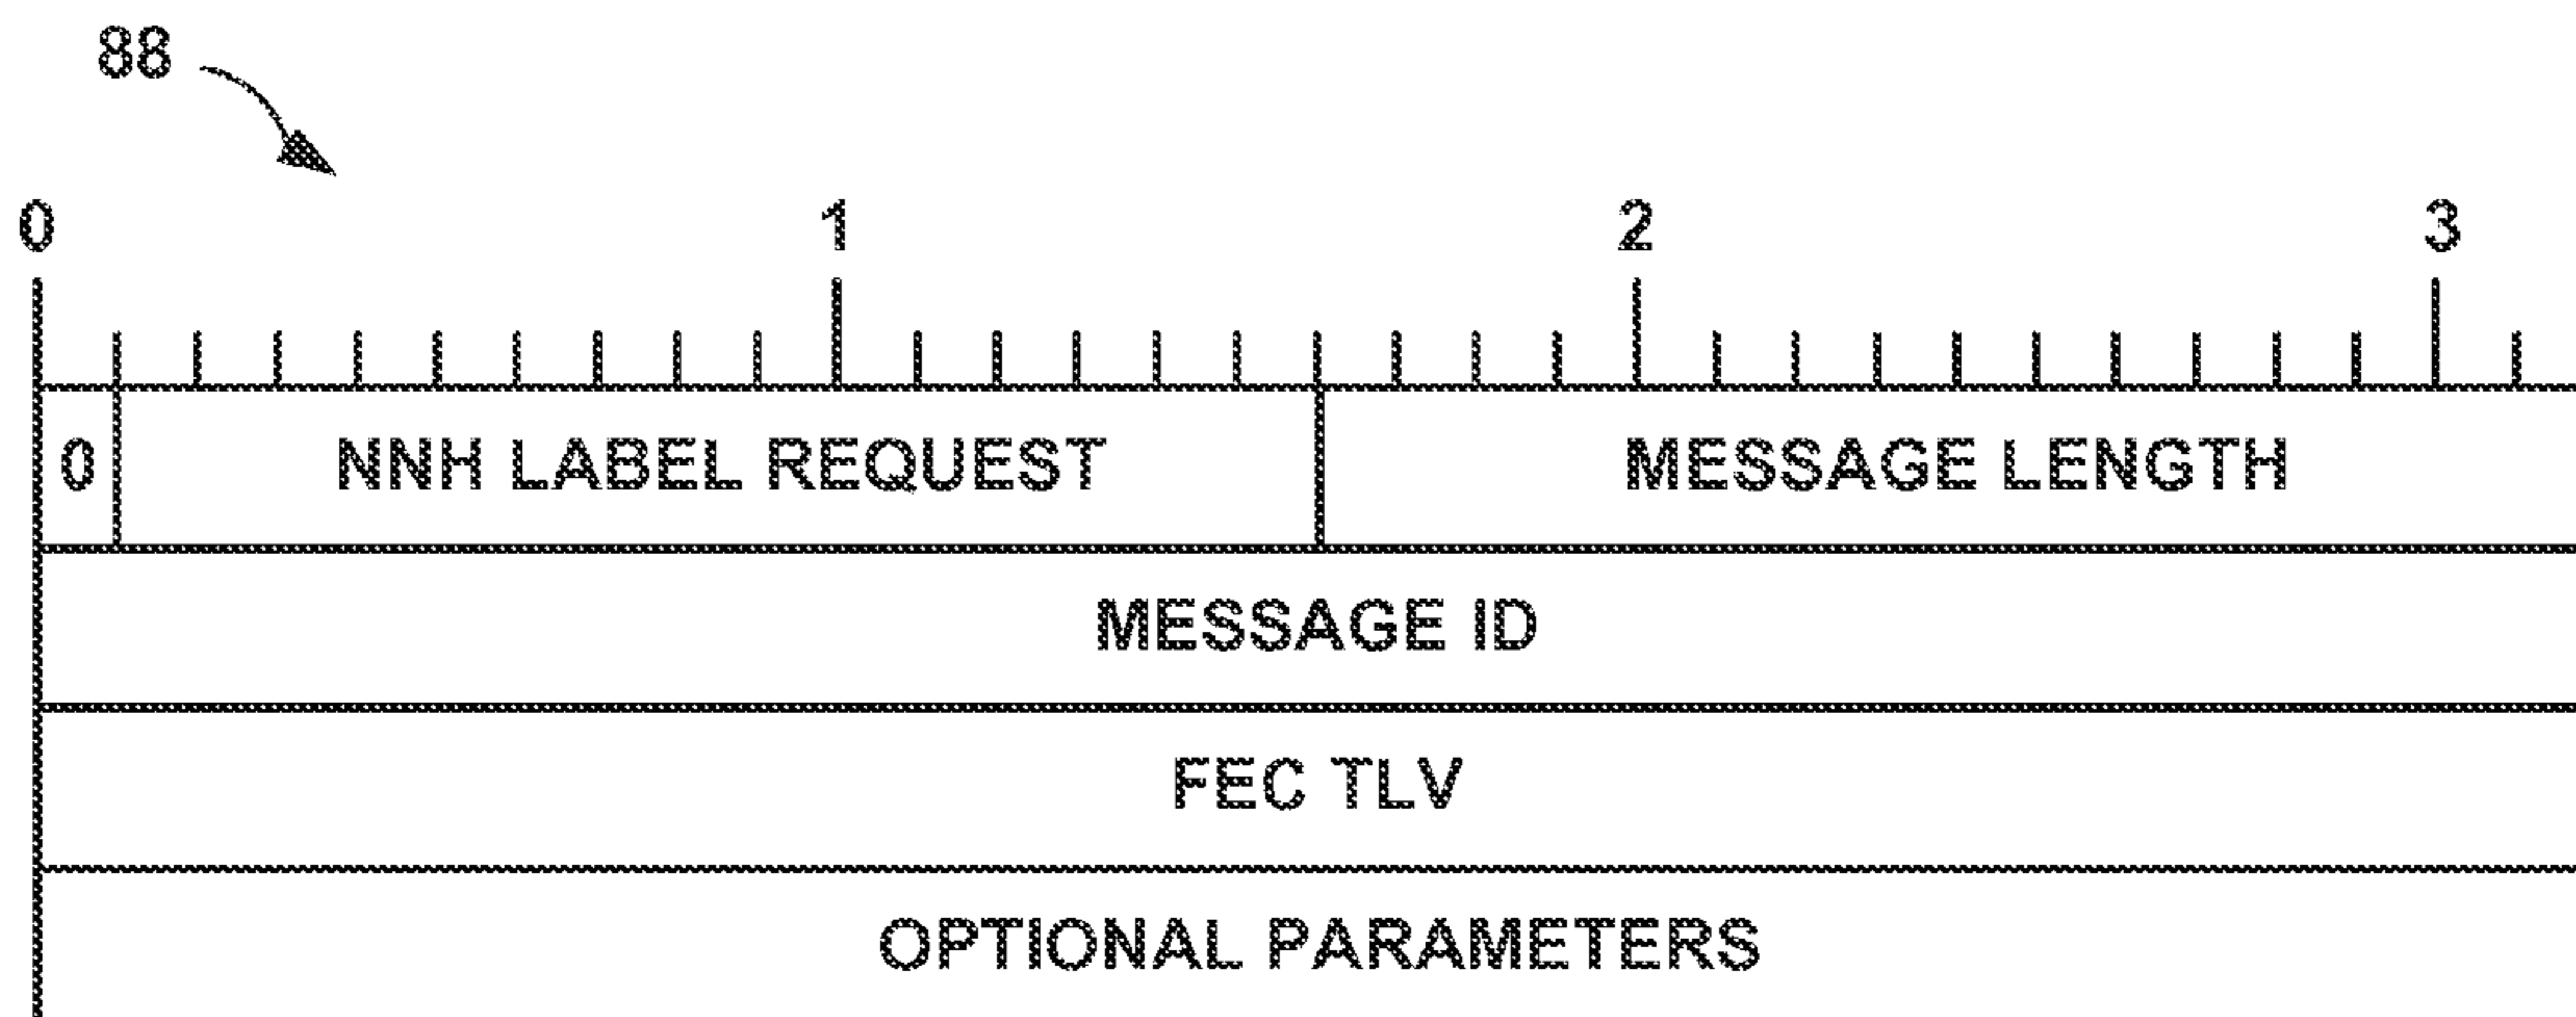 88
0 1 2 3
0 NNH LABEL REQUEST MESSAGE LENGTH
MESSAGE ID
FEC TLV
OPTIONAL PARAMETERS